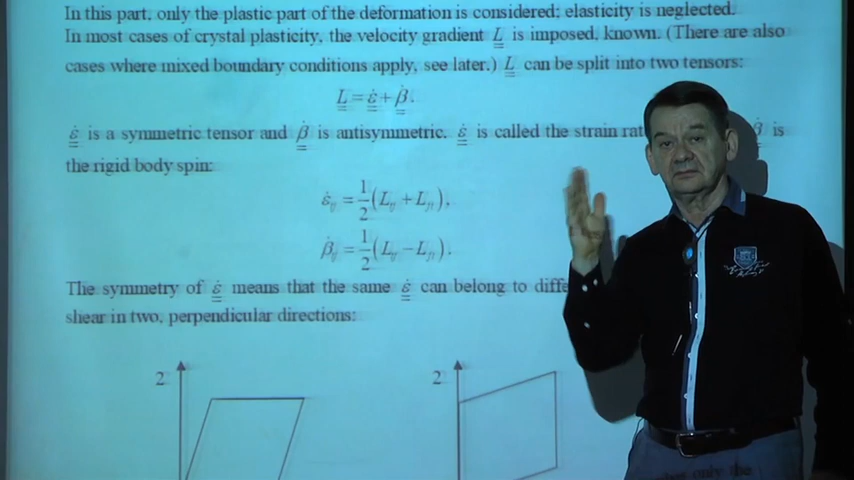 In this part, only the plastic part of the deformation is considered; elasticity is neglected.
In most cases of crystal plasticity, the velocity gradient L is imposed, known. (There are also
cases where mixed boundary conditions apply, see later.) L can be split into two tensors:
L = ε̇ + β̇.
ε̇ is a symmetric tensor and β̇ is antisymmetric. ε̇ is called the strain β̇ is
the rigid body spin:
ε̇ij = 1/2 (Lij + Lji),
β̇ij = 1/2 (Lij − Lji).
The symmetry of ε̇ means that the same ε̇ can belong to
shear in two, perpendicular directions:
2 2
only the